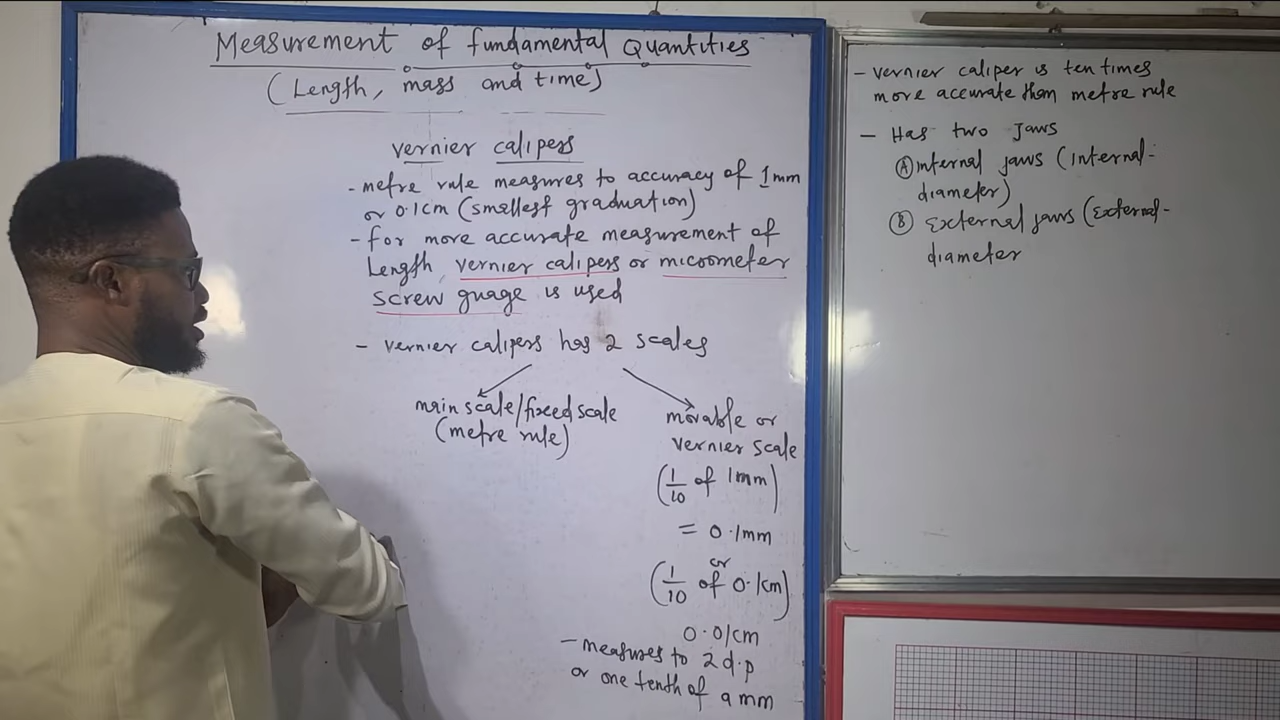 Measurement of fundamental Quantities
(Length, mass and time)
vernier calipers
- metre rule measures to accuracy of 1mm
or 0.1cm (smallest graduation)
- for more accurate measurement of
Length, vernier calipers or micrometer
screw guage is used
- vernier calipers has 2 scales
main scale/fixed scale
(metre rule)
movable or
vernier scale
(1/10 of 1mm)
= 0.1mm
or
(1/10 of 0.1cm)
0.01cm
- measures to 2 d.p
or one tenth of a mm
- vernier caliper is ten times
more accurate than metre rule
- Has two Jaws
(A) internal jaws (internal-
diameter)
(B) External jaws (External-
diameter